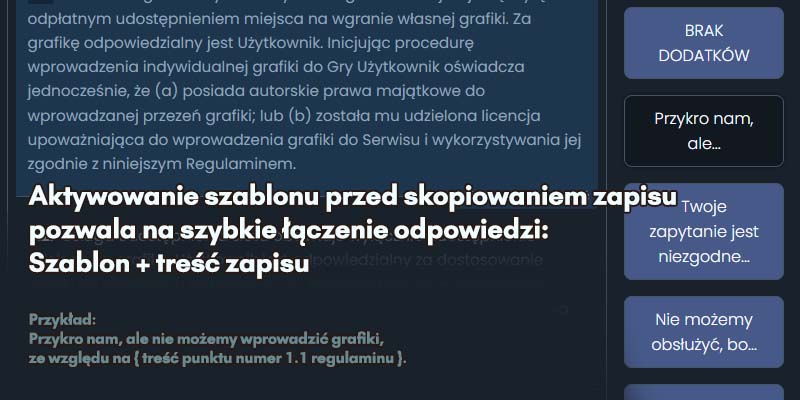 odpłatnym udostępnieniem miejsca na wgranie własnej grafiki. Za
grafikę odpowiedzialny jest Użytkownik. Inicjując procedurę
wprowadzenia indywidualnej grafiki do Gry Użytkownik oświadcza
jednocześnie, że (a) posiada autorskie prawa majątkowe do
wprowadzanej przezeń grafiki; lub (b) została mu udzielona licencja
upoważniająca do wprowadzenia grafiki do Serwisu i wykorzystywania jej
zgodnie z niniejszym Regulaminem.
Aktywowanie szablonu przed skopiowaniem zapisu
pozwala na szybkie łączenie odpowiedzi:
odpowiedzialny za dostosowanie
Szablon + treść zapisu
Przykład:
Przykro nam, ale nie możemy wprowadzić grafiki,
ze względu na { treść punktu numer 1.1 regulaminu }.
BRAK
DODATKÓW
Przykro nam,
ale...
Twoje
zapytanie jest
niezgodne...
Nie możemy
obsłużyć, bo...